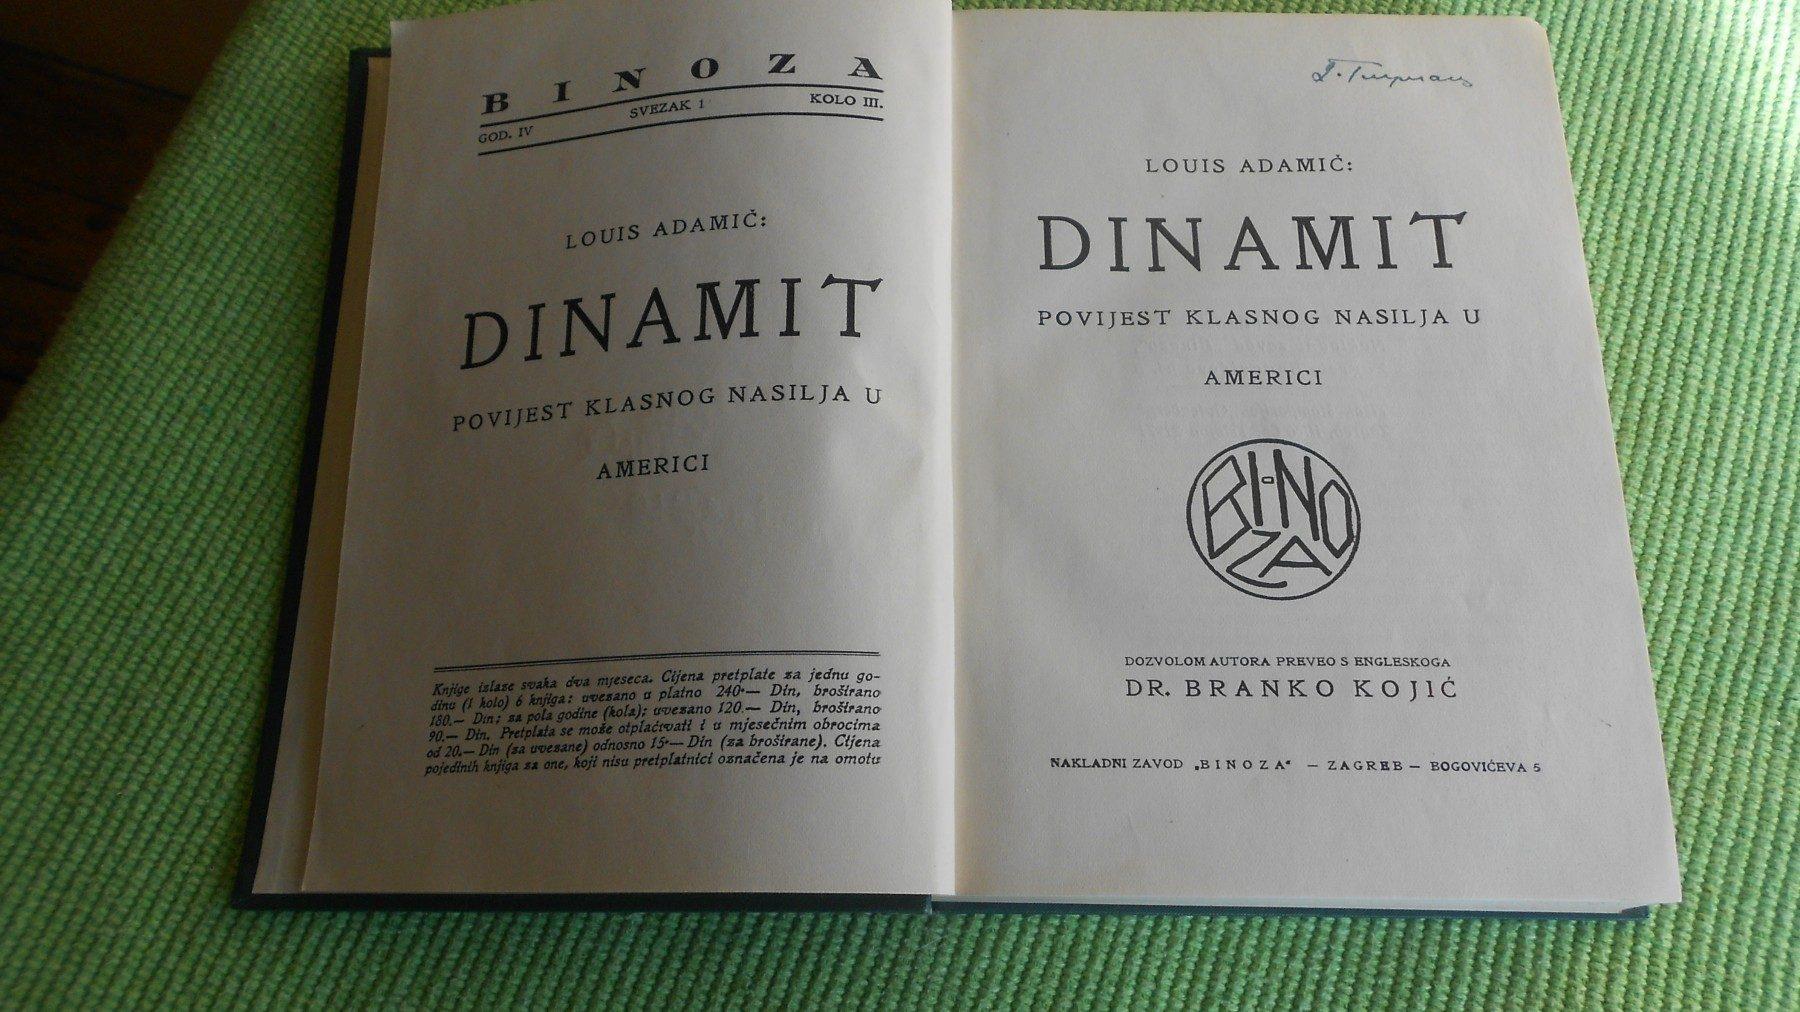 BINOZA
GOD. IV SVEZAK 1 KOLO III.
LOUIS ADAMIČ:
DINAMIT
POVIJEST KLASNOG NASILJA U
AMERICI
Knjige izlaze svaka dva mjeseca. Cijena pretplate za jednu go-
dinu (1 kolo) 6 knjiga: uvezano u platno 240·— Din, broširano
180.— Din; za pola godine (kola): uvezano 120.— Din, broširano
90.— Din. Pretplata se može otplaćivati i u mjesečnim obrocima
od 20.— Din (za uvezane) odnosno 15·— Din (za broširane). Cijena
pojedinih knjiga za one, koji nisu pretplatnici označena je na omotu
LOUIS ADAMIČ:
DINAMIT
POVIJEST KLASNOG NASILJA U
AMERICI
BI-NO
ZA
DOZVOLOM AUTORA PREVEO S ENGLESKOGA
DR. BRANKO KOJIĆ
NAKLADNI ZAVOD „BINOZA“ — ZAGREB — BOGOVIĆEVA 5